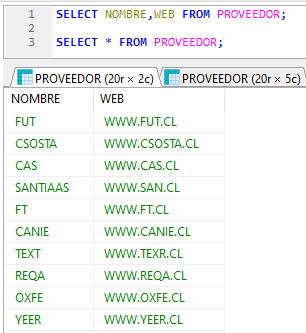 1 SELECT NOMBRE,WEB FROM PROVEEDOR;
2
3 SELECT * FROM PROVEEDOR;
PROVEEDOR (20r × 2c) PROVEEDOR (20r × 5c)
NOMBRE WEB
FUT WWW.FUT.CL
CSOSTA WWW.CSOSTA.CL
CAS WWW.CAS.CL
SANTIAAS WWW.SAN.CL
FT WWW.FT.CL
CANIE WWW.CANIE.CL
TEXT WWW.TEXR.CL
REQA WWW.REQA.CL
OXFE WWW.OXFE.CL
YEER WWW.YEER.CL